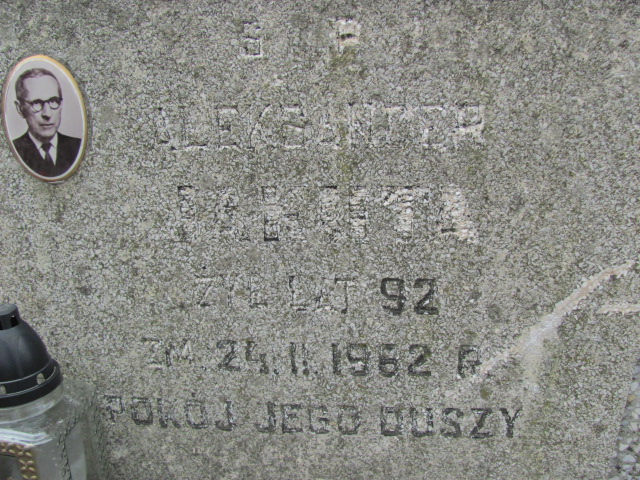 Ś P
ALEKSANDER
ŻYŁ LAT 92
ZM. 24.II.1962 R
POKÓJ JEGO DUSZY